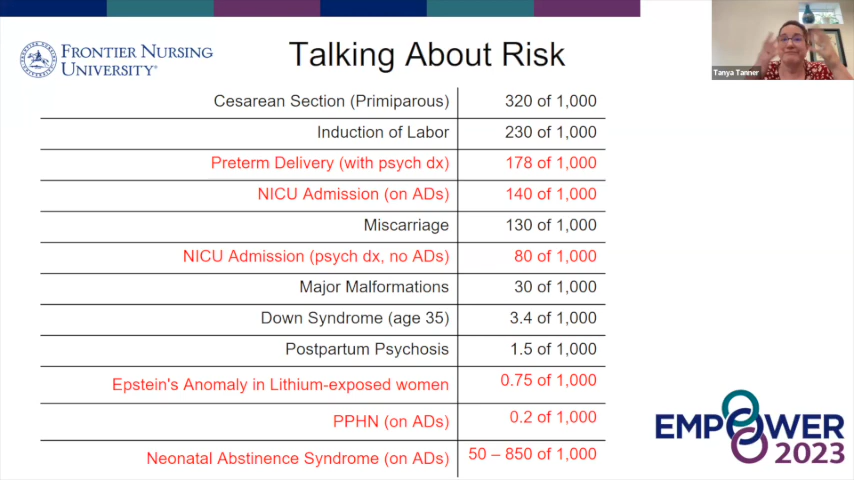 FRONTIER NURSING
UNIVERSITY®
Talking About Risk
Tanya Tanner
Cesarean Section (Primiparous) 320 of 1,000
Induction of Labor 230 of 1,000
Preterm Delivery (with psych dx) 178 of 1,000
NICU Admission (on ADs) 140 of 1,000
Miscarriage 130 of 1,000
NICU Admission (psych dx, no ADs) 80 of 1,000
Major Malformations 30 of 1,000
Down Syndrome (age 35) 3.4 of 1,000
Postpartum Psychosis 1.5 of 1,000
Epstein's Anomaly in Lithium-exposed women 0.75 of 1,000
PPHN (on ADs) 0.2 of 1,000
Neonatal Abstinence Syndrome (on ADs) 50 – 850 of 1,000
EMPOWER
2023